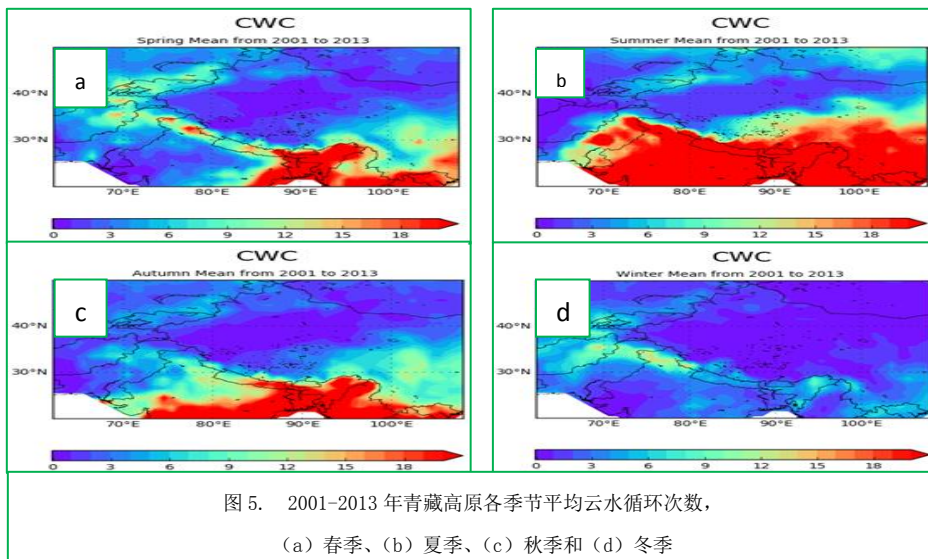 CWC
Spring Mean from 2001 to 2013
a
40°N
30°N
70°E 80°E 90°E 100°E
0 3 6 9 12 15 18
CWC
Summer Mean from 2001 to 2013
b
40°N
30°N
70°E 80°E 90°E 100°E
0 3 6 9 12 15 18
CWC
Autumn Mean from 2001 to 2013
c
40°N
30°N
70°E 80°E 90°E 100°E
0 3 6 9 12 15 18
CWC
Winter Mean from 2001 to 2013
d
40°N
30°N
70°E 80°E 90°E 100°E
0 3 6 9 12 15 18
图 5. 2001-2013 年青藏高原各季节平均云水循环次数,
(a) 春季、(b) 夏季、(c) 秋季和 (d) 冬季